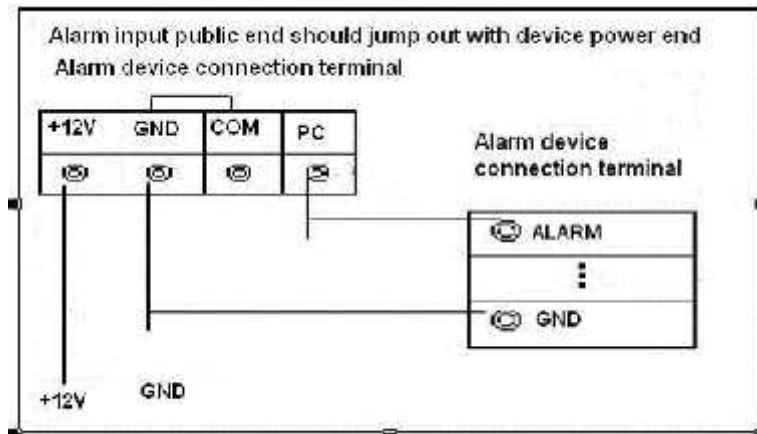 Alarm input public end should jump out with device power end
Alarm device connection terminal
+12V GND COM PC
Alarm device
connection terminal
ALARM
GND
+12V GND